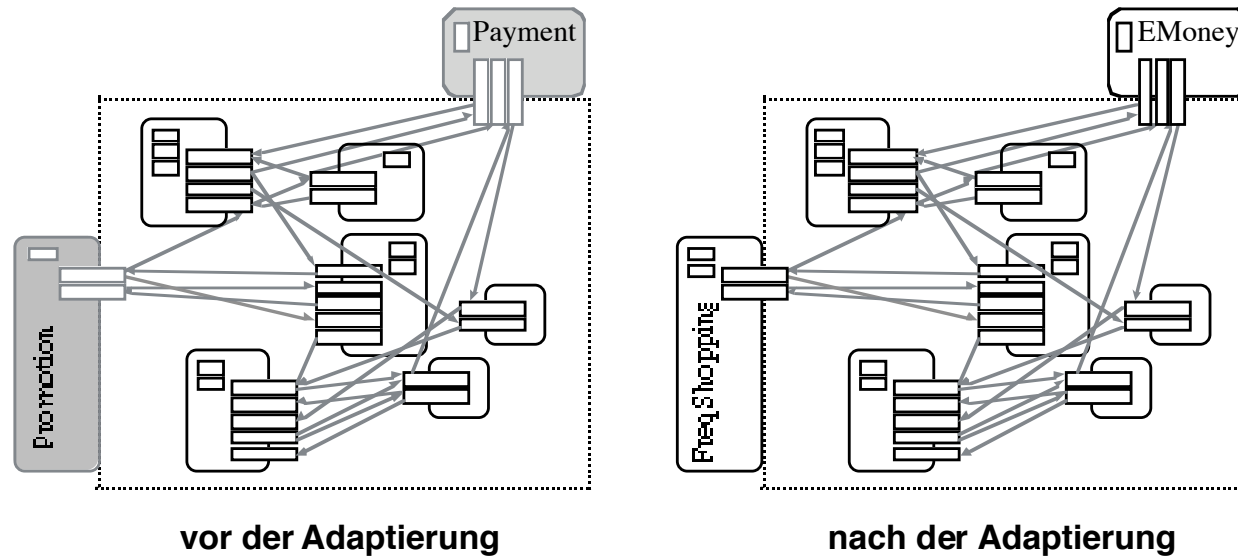 Payment
EMoney
Promotion
FreqShopping
vor der Adaptierung
nach der Adaptierung